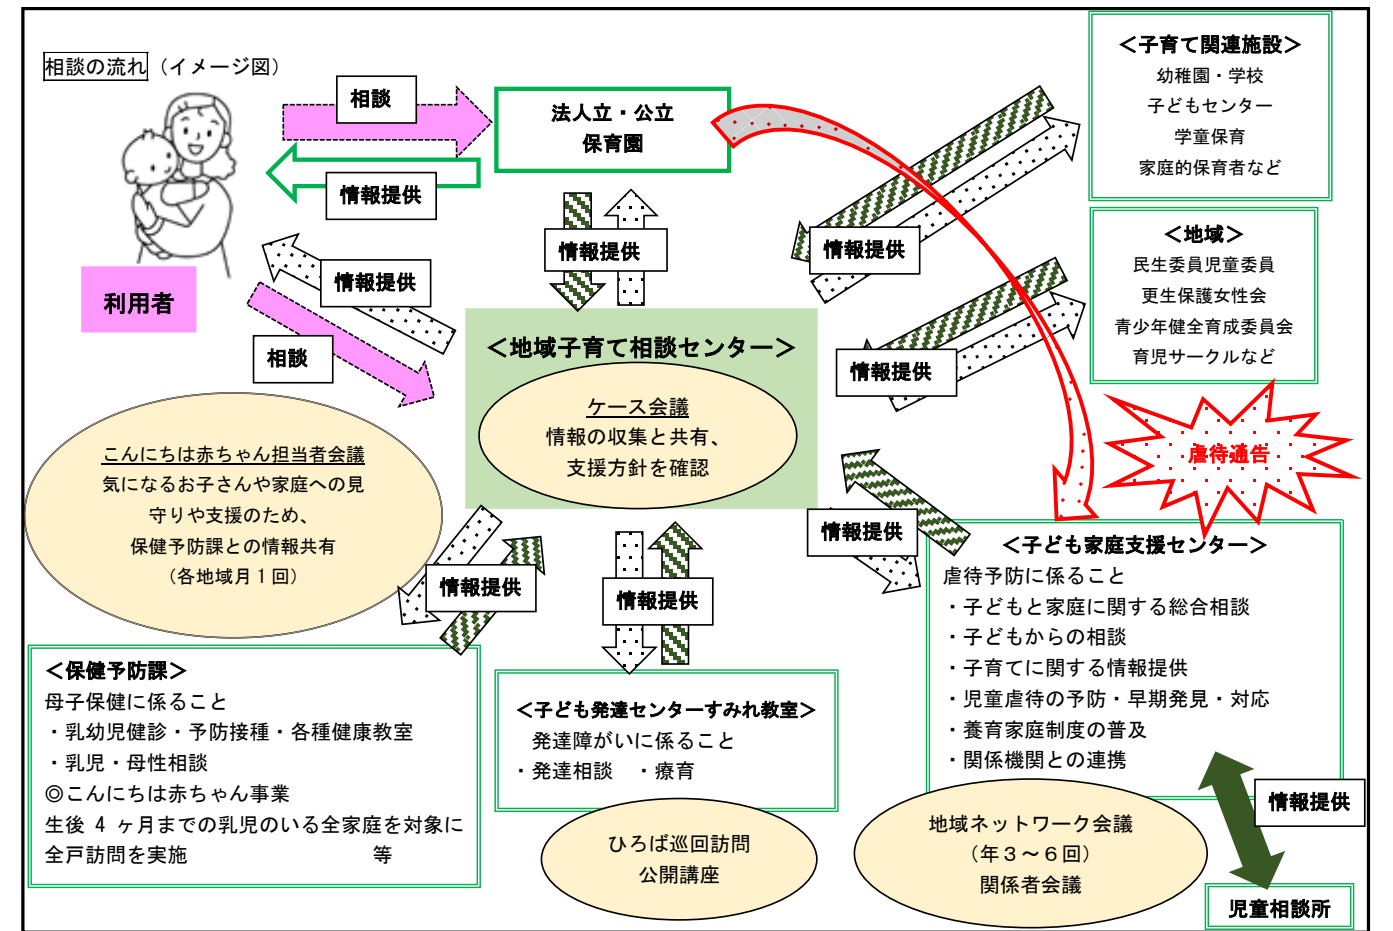 相談の流れ（イメージ図）
相談
情報提供
法人立・公立
保育園
＜子育て関連施設＞
幼稚園・学校
子どもセンター
学童保育
家庭的保育者など
利用者
情報提供
相談
情報提供
情報提供
＜地域＞
民生委員児童委員
更生保護女性会
青少年健全育成委員会
育児サークルなど
情報提供
＜地域子育て相談センター＞
ケース会議
情報の収集と共有、
支援方針を確認
虐待通告
こんにちは赤ちゃん担当者会議
気になるお子さんや家庭への見
守りや支援のため、
保健予防課との情報共有
（各地域月１回）
情報提供
情報提供
情報提供
＜子ども家庭支援センター＞
虐待予防に係ること
・子どもと家庭に関する総合相談
・子どもからの相談
・子育てに関する情報提供
・児童虐待の予防・早期発見・対応
・養育家庭制度の普及
・関係機関との連携
＜保健予防課＞
母子保健に係ること
・乳幼児健診・予防接種・各種健康教室
・乳児・母性相談
◎こんにちは赤ちゃん事業
生後 4 ヶ月までの乳児のいる全家庭を対象に
全戸訪問を実施　　　　　　　　　等
＜子ども発達センターすみれ教室＞
発達障がいに係ること
・発達相談　・療育
ひろば巡回訪問
公開講座
地域ネットワーク会議
（年３～６回）
関係者会議
情報提供
児童相談所